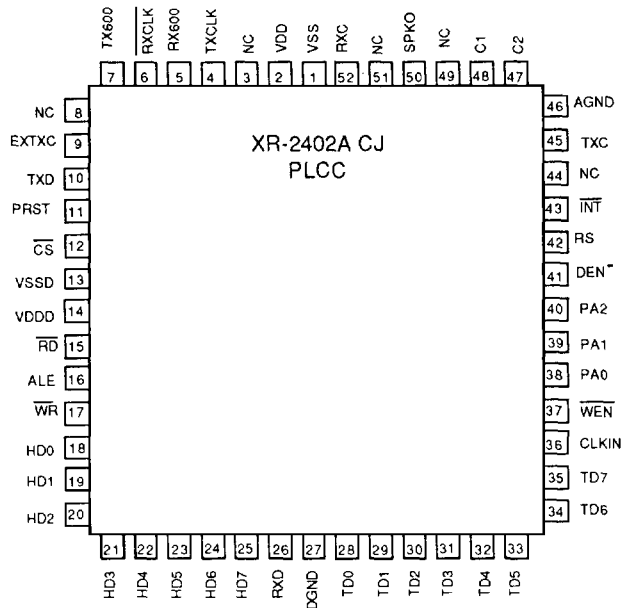 TX600 RXCLK RX600 TXCLK NC VDD VSS RXC NC SPKO NC C1 C2
7 6 5 4 3 2 1 52 51 50 49 48 47
XR-2402A CJ
PLCC
NC 8
EXTXC 9
TXD 10
PRST 11
CS 12
VSSD 13
VDDD 14
RD 15
ALE 16
WR 17
HD0 18
HD1 19
HD2 20
46 AGND
45 TXC
44 NC
43 INT
42 RS
41 DEN
40 PA2
39 PA1
38 PA0
37 WEN
36 CLKIN
35 TD7
34 TD6
21 22 23 24 25 26 27 28 29 30 31 32 33
HD3 HD4 HD5 HD6 HD7 RXD DGND TD0 TD1 TD2 TD3 TD4 TD5